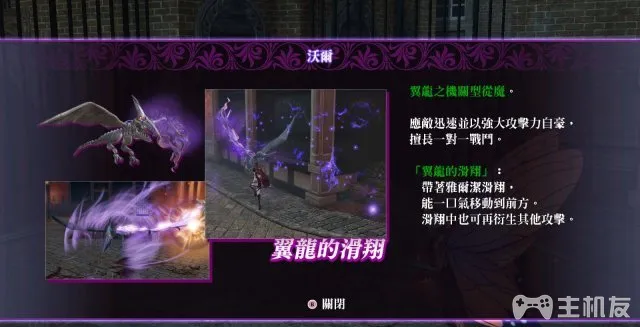 沃爾
翼龍之機關型從魔。
應敵迅速並以強大攻擊力自豪，
擅長一對一戰鬥。
「翼龍的滑翔」：
帶著雅爾潔滑翔，
能一口氣移動到前方。
滑翔中也可再衍生其他攻擊。
翼龍的滑翔
關閉
主机友